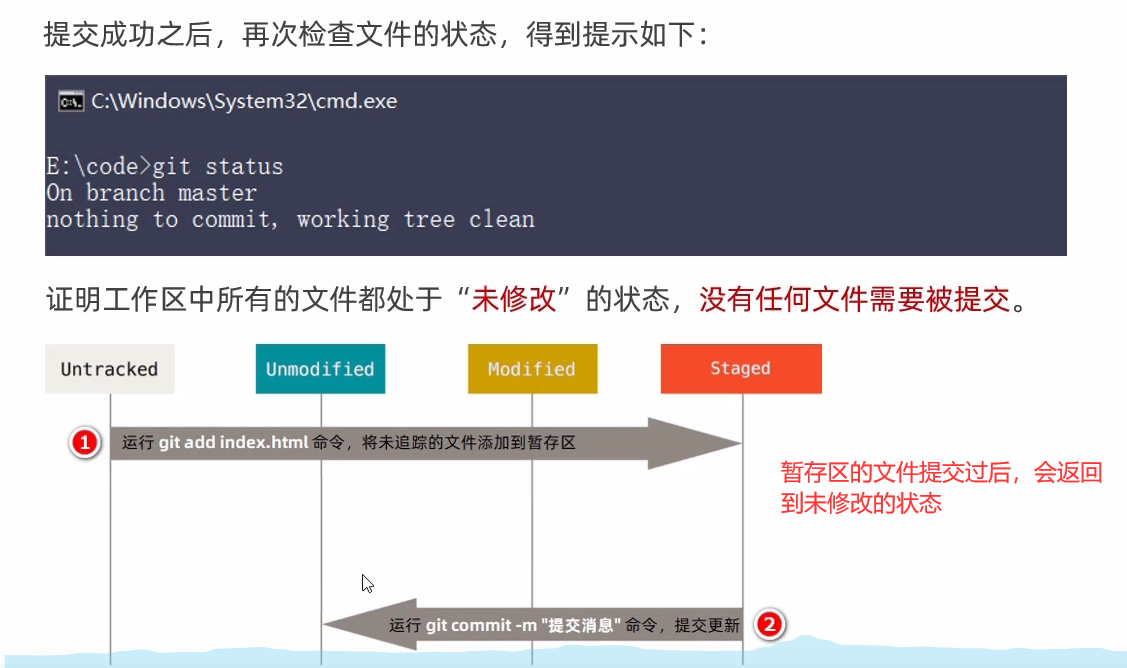 提交成功之后，再次检查文件的状态，得到提示如下：
C:\Windows\System32\cmd.exe
E:\code>git status
On branch master
nothing to commit, working tree clean
证明工作区中所有的文件都处于“未修改”的状态，没有任何文件需要被提交。
Untracked Unmodified Modified Staged
1 运行 git add index.html 命令，将未追踪的文件添加到暂存区
暂存区的文件提交过后，会返回
到未修改的状态
运行 git commit -m "提交消息" 命令，提交更新 2